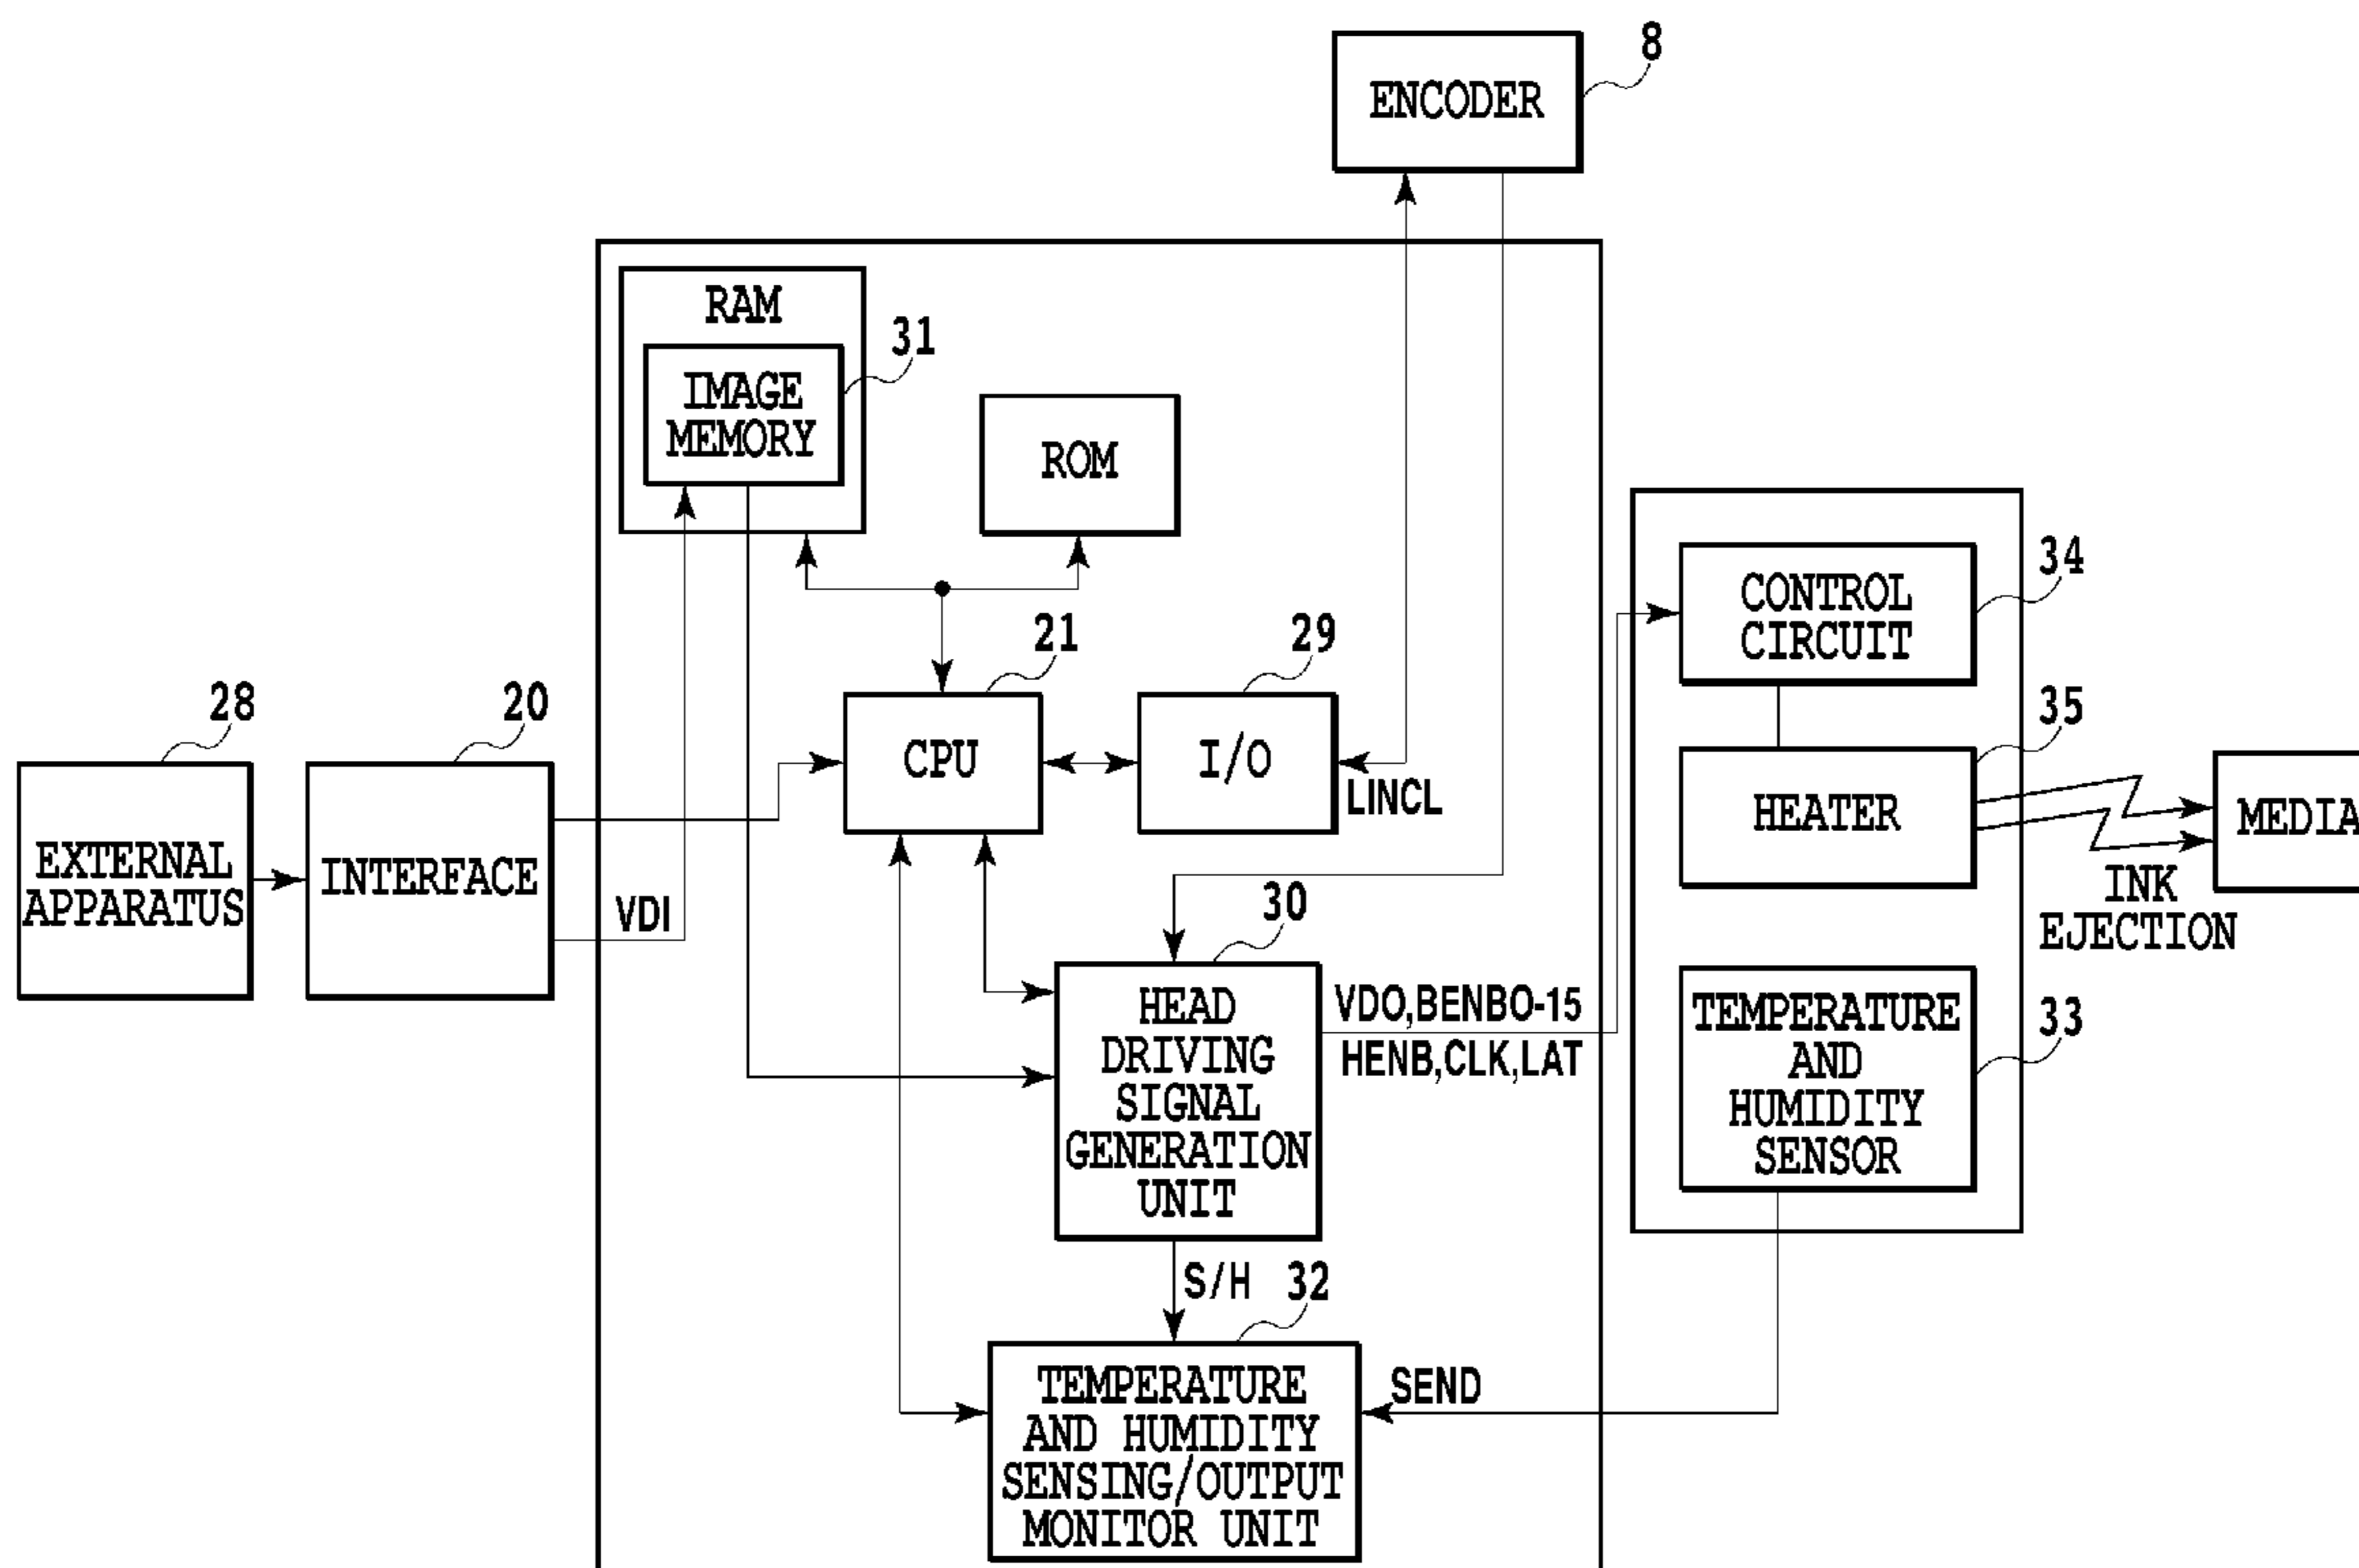 8
ENCODER
RAM
31
IMAGE
MEMORY
ROM
34
CONTROL
CIRCUIT
21
29
28
20
35
CPU
I/O
LINCL
HEATER
MEDIA
EXTERNAL
APPARATUS
INTERFACE
VDI
INK
EJECTION
30
HEAD
DRIVING
SIGNAL
GENERATION
UNIT
VDO,BENBO-15
HENB,CLK,LAT
33
TEMPERATURE
AND
HUMIDITY
SENSOR
S/H
32
TEMPERATURE
AND HUMIDITY
SENSING/OUTPUT
MONITOR UNIT
SEND